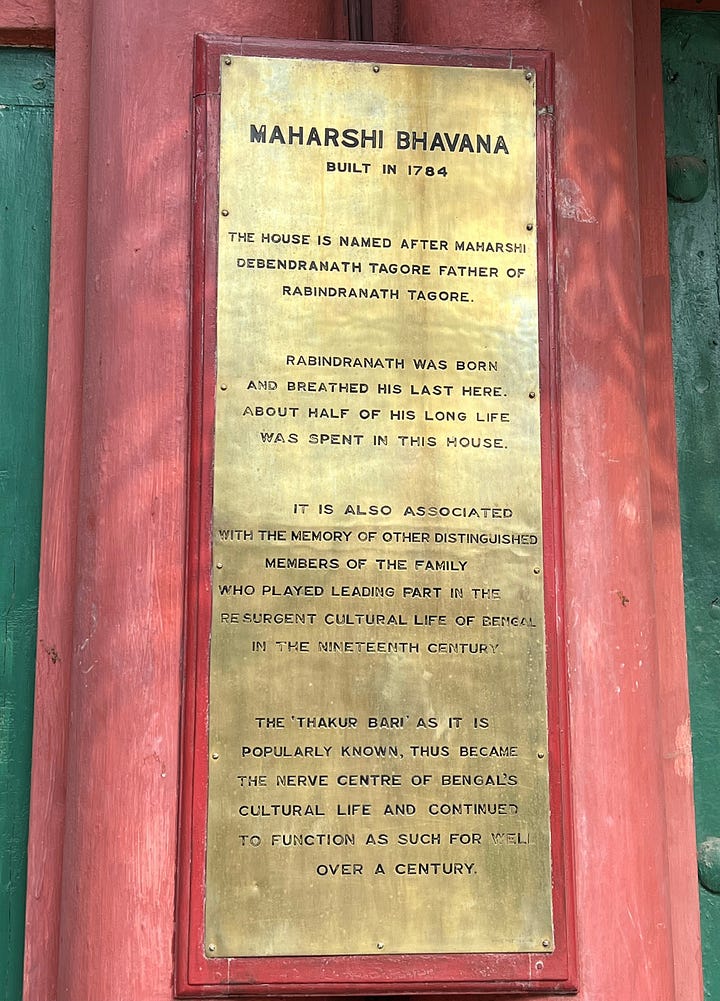 MAHARSHI BHAVANA
BUILT IN 1784
THE HOUSE IS NAMED AFTER MAHARSHI
DEBENDRANATH TAGORE FATHER OF
RABINDRANATH TAGORE.
RABINDRANATH WAS BORN
AND BREATHED HIS LAST HERE.
ABOUT HALF OF HIS LONG LIFE
WAS SPENT IN THIS HOUSE.
IT IS ALSO ASSOCIATED
WITH THE MEMORY OF OTHER DISTINGUISHED
MEMBERS OF THE FAMILY
WHO PLAYED LEADING PART IN THE
RESURGENT CULTURAL LIFE OF BENGAL
IN THE NINETEENTH CENTURY
THE 'THAKUR BARI' AS IT IS
POPULARLY KNOWN, THUS BECAME
THE NERVE CENTRE OF BENGAL'S
CULTURAL LIFE AND CONTINUED
TO FUNCTION AS SUCH FOR WELL
OVER A CENTURY.